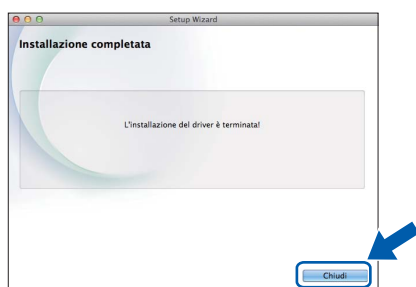 Setup Wizard
Installazione completata
L'installazione del driver è terminata!
Chiudi